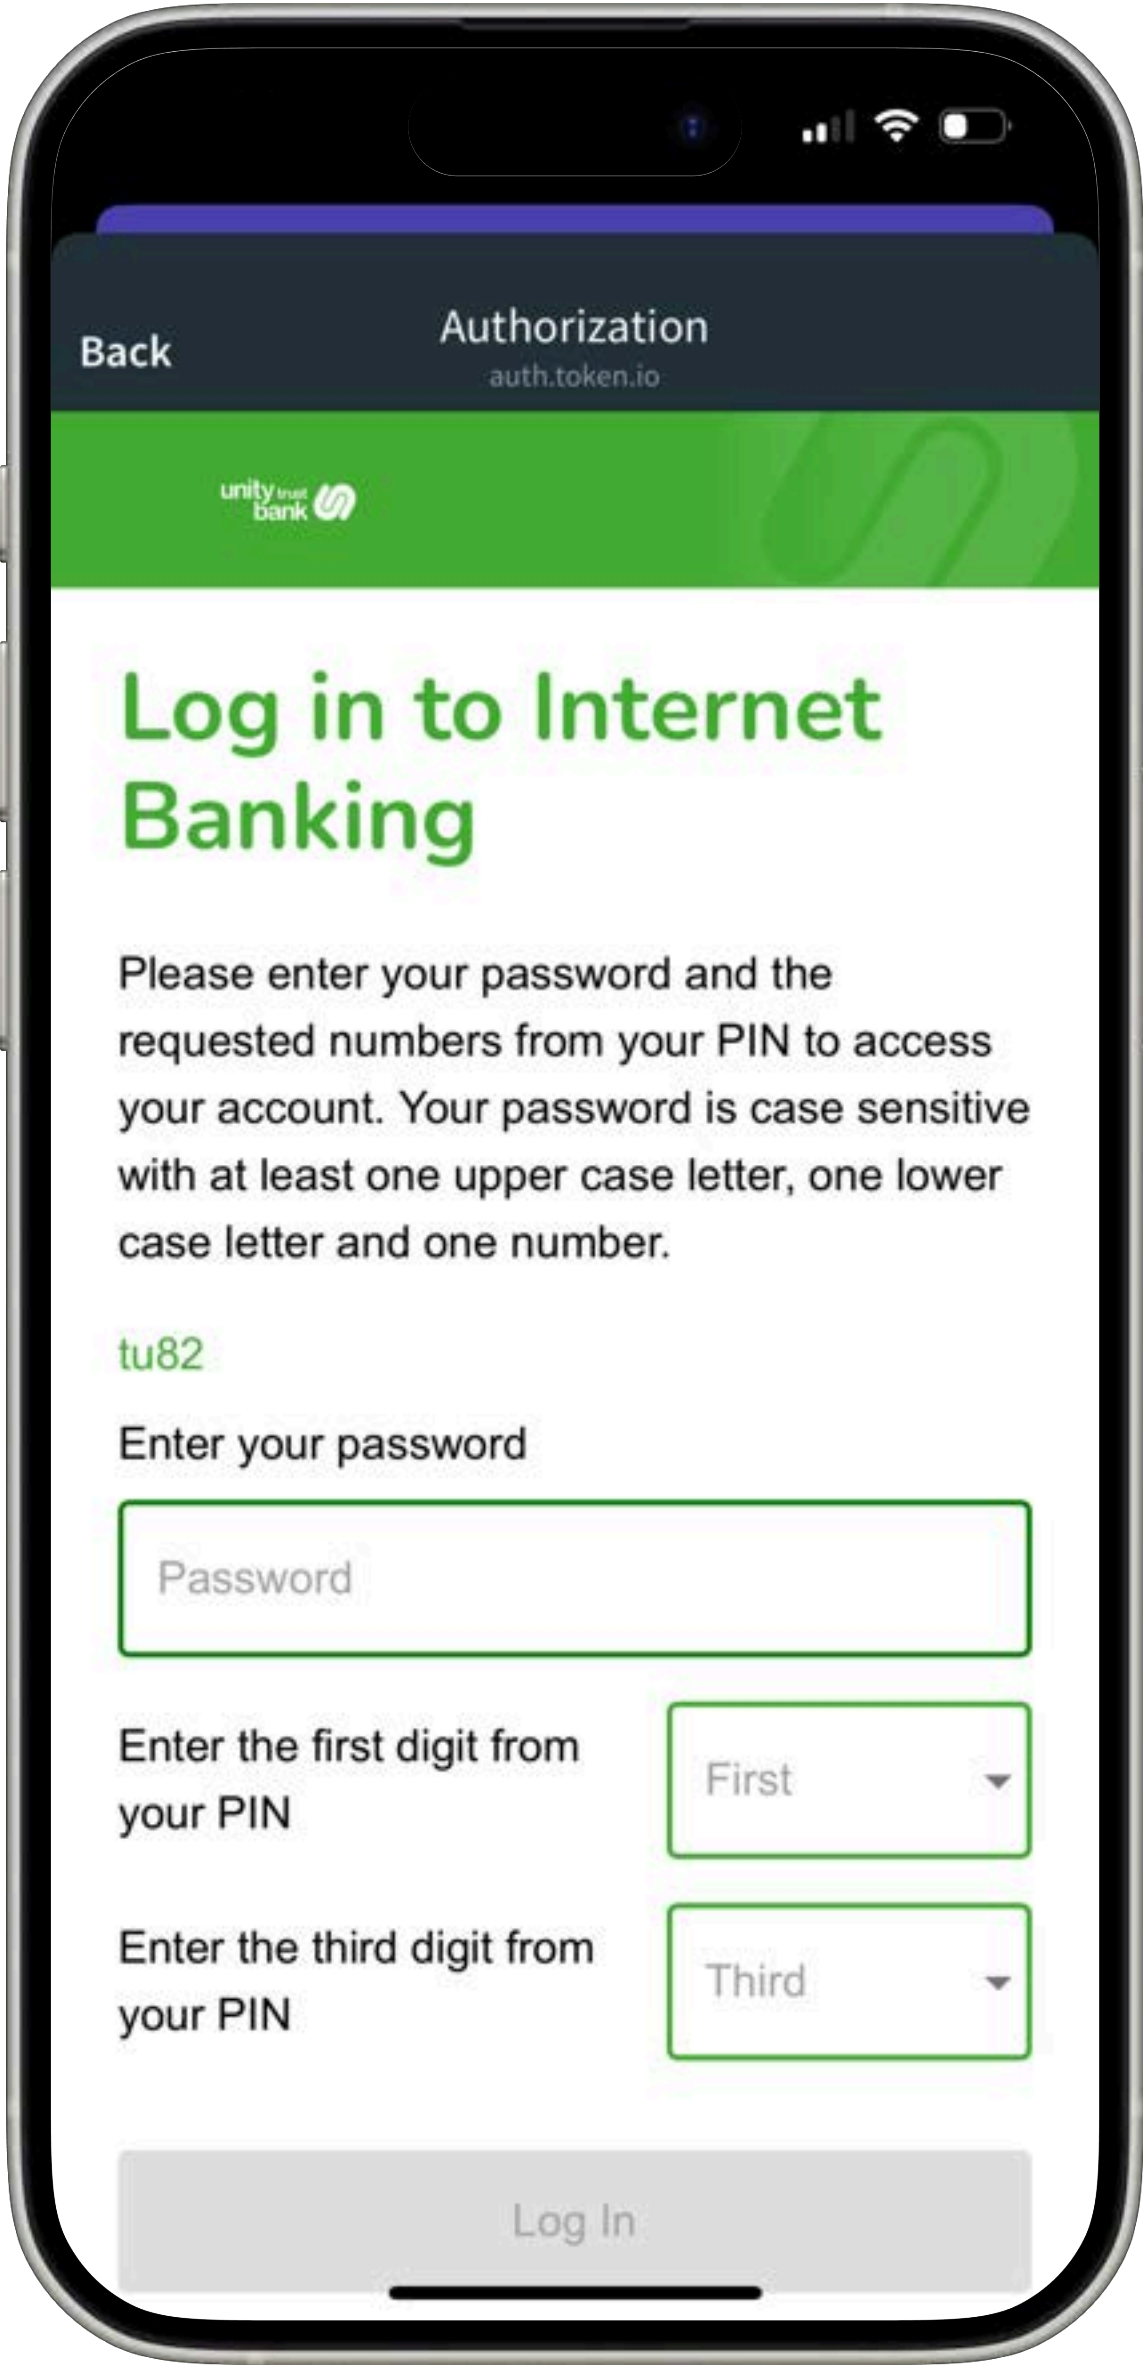 Authorization
Back
auth.token.io
unity trust
bank
Log in to Internet
Banking
Please enter your password and the
requested numbers from your PIN to access
your account. Your password is case sensitive
with at least one upper case letter, one lower
case letter and one number.
tu82
Enter your password
Password
Enter the first digit from
your PIN
First
Enter the third digit from
your PIN
Third
Log In